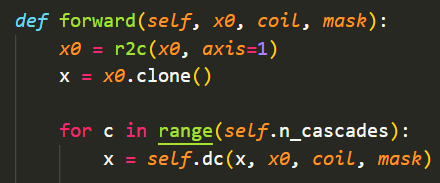 def forward(self, x0, coil, mask):
    x0 = r2c(x0, axis=1)
    x = x0.clone()

    for c in range(self.n_cascades):
        x = self.dc(x, x0, coil, mask)